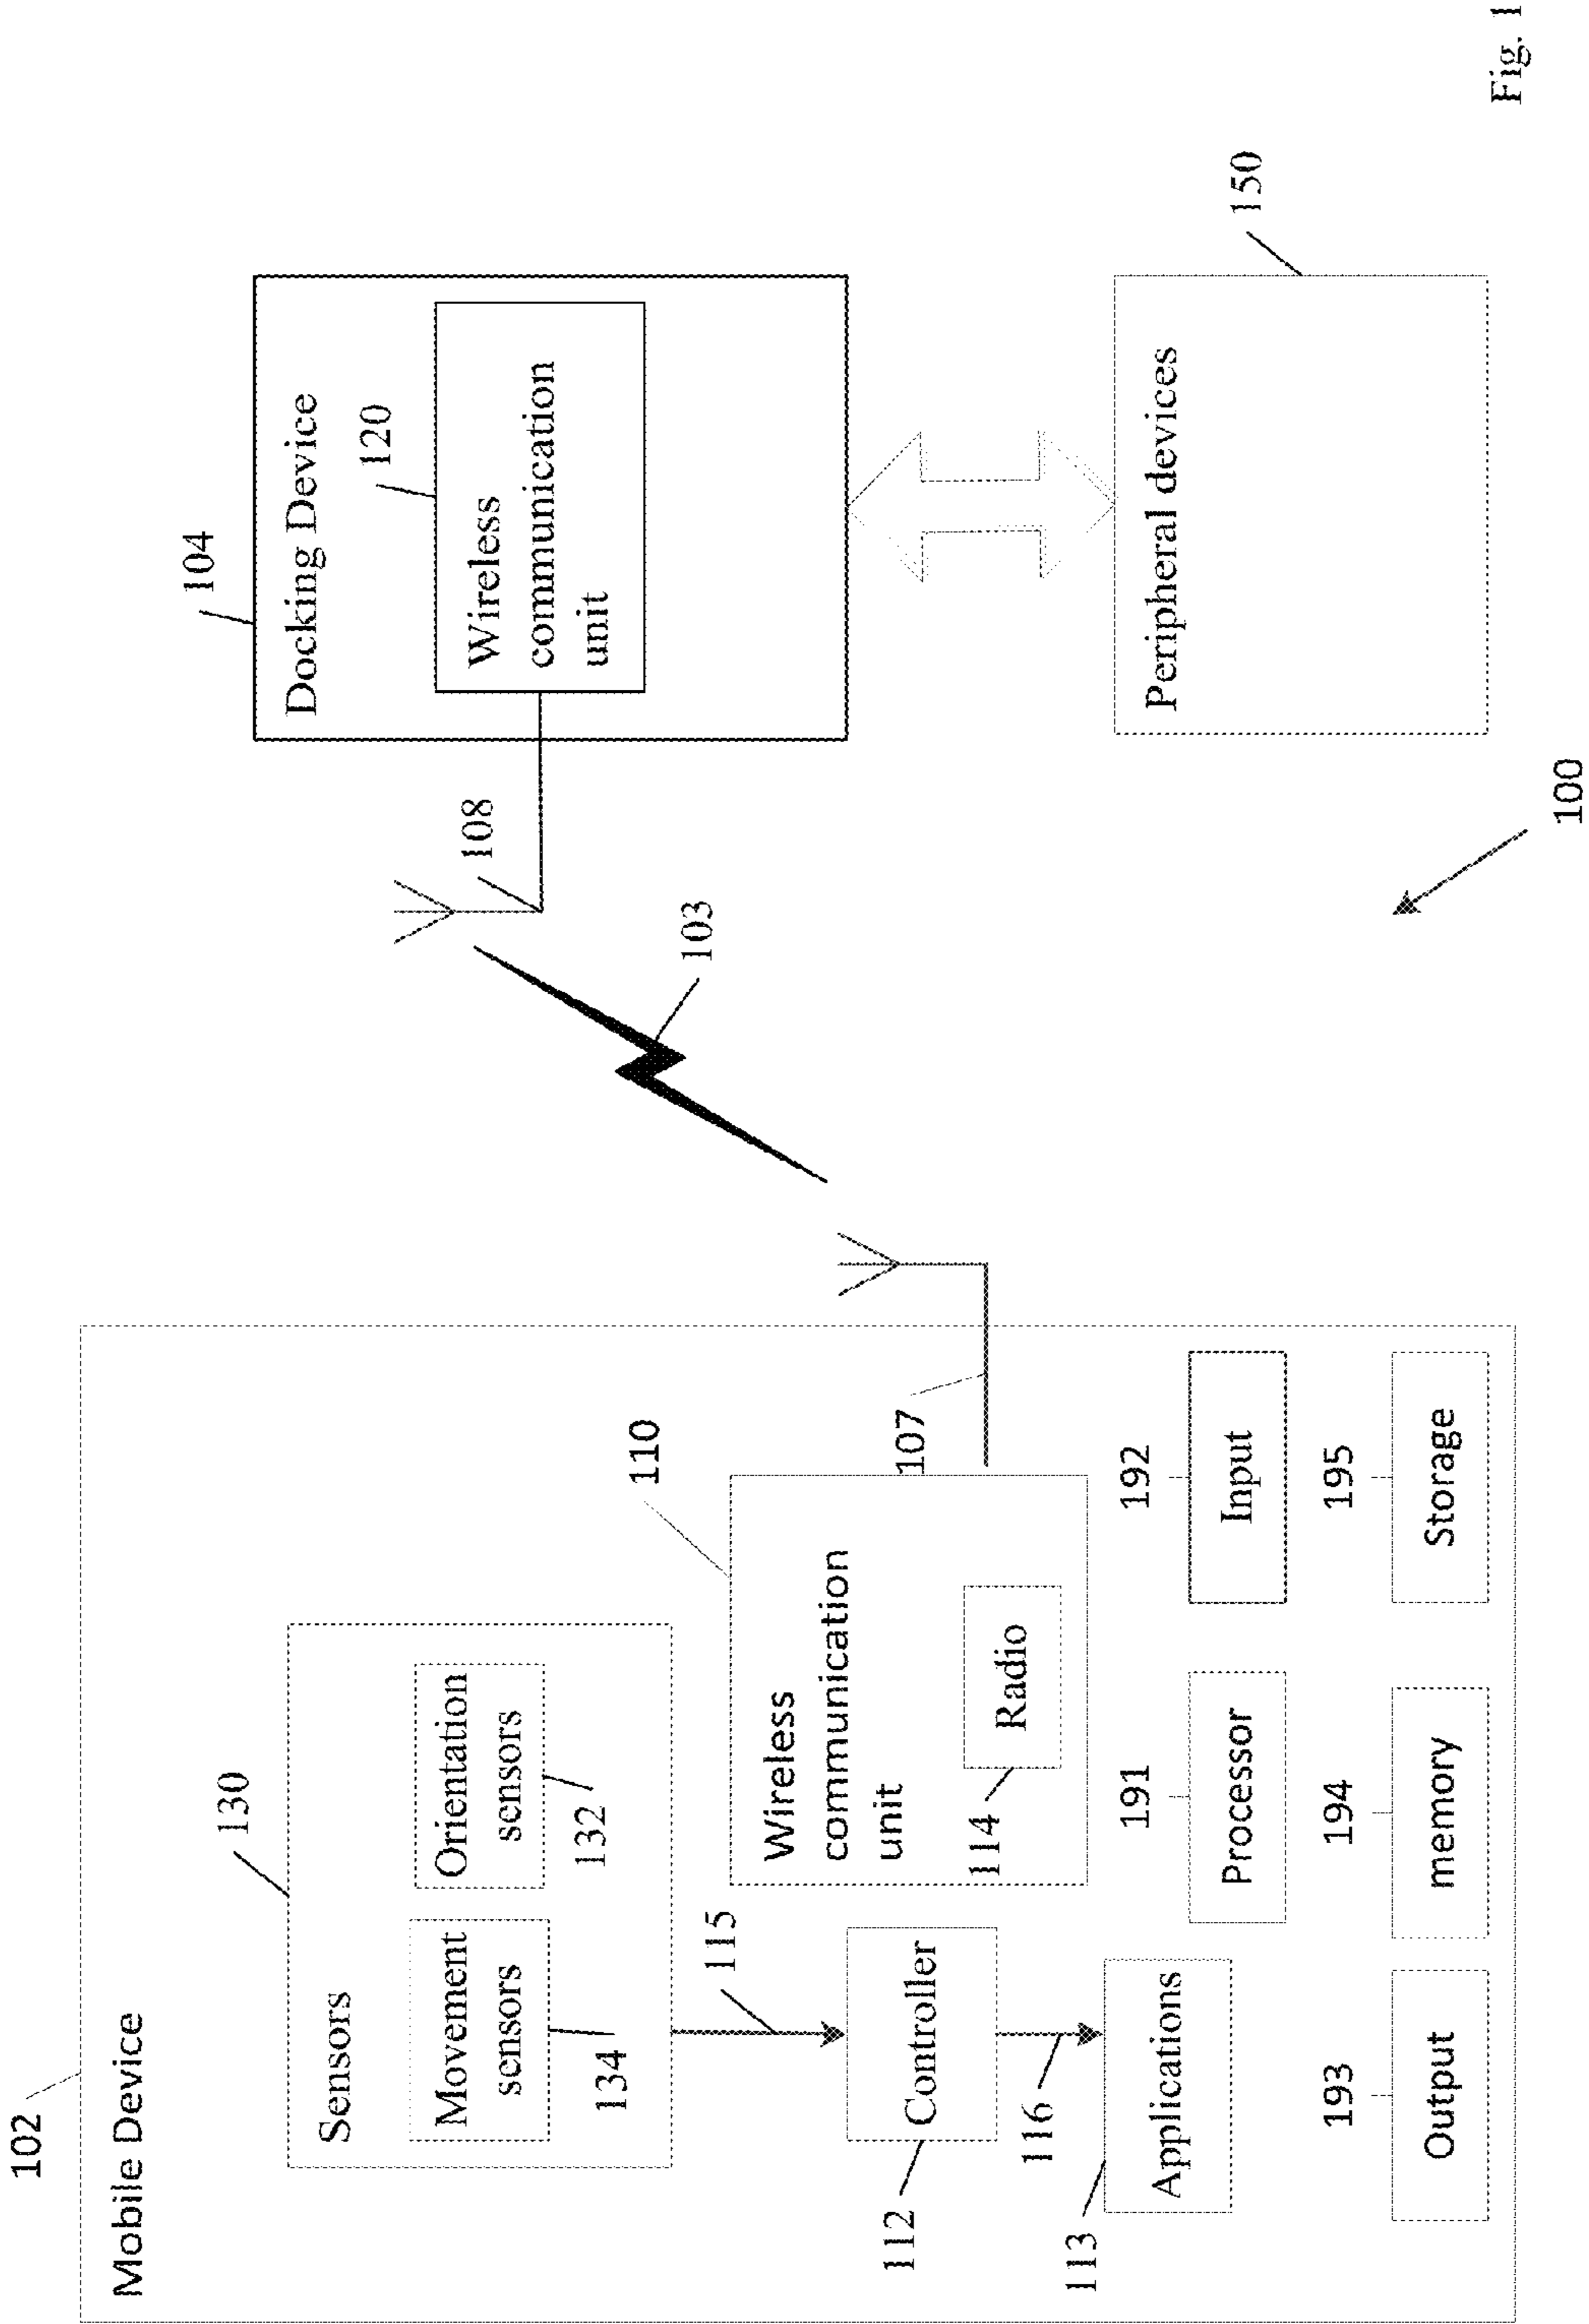 102
Mobile Device
130
Sensors
Movement
sensors
134
Orientation
sensors
132
115
112
Controller
116
113
Applications
110
Wireless
communication
unit
114
Radio
107
191
Processor
192
Input
193
Output
194
memory
195
Storage
103
108
104
Docking Device
120
Wireless
communication
unit
Peripheral devices
150
100
Fig. 1